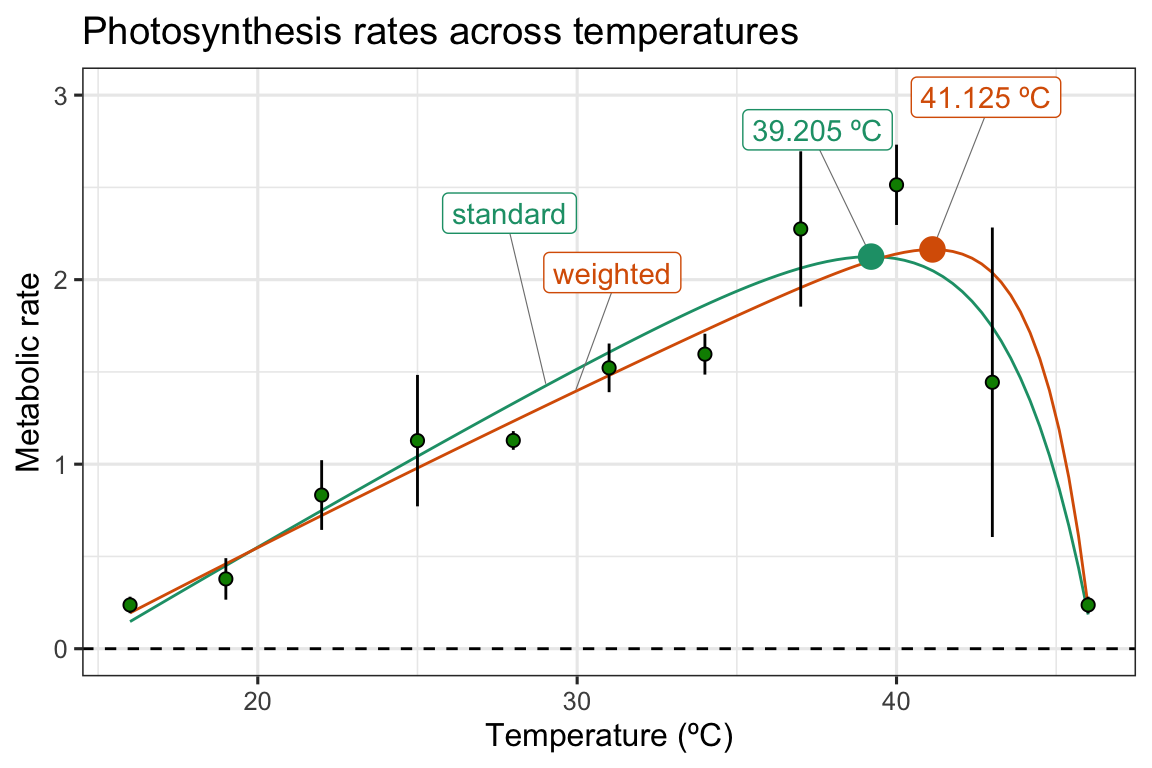 Photosynthesis rates across temperatures
3
41.125 ºC
39.205 ºC
standard
2
weighted
Metabolic rate
1
0
20
30
40
Temperature (ºC)